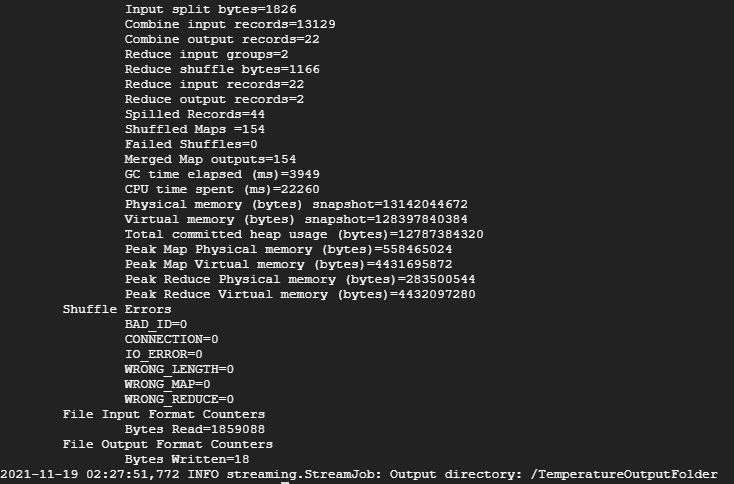 Input split bytes=1826
Combine input records=13129
Combine output records=22
Reduce input groups=2
Reduce shuffle bytes=1166
Reduce input records=22
Reduce output records=2
Spilled Records=44
Shuffled Maps =154
Failed Shuffles=0
Merged Map outputs=154
GC time elapsed (ms)=3949
CPU time spent (ms)=22260
Physical memory (bytes) snapshot=13142044672
Virtual memory (bytes) snapshot=128397840384
Total committed heap usage (bytes)=12787384320
Peak Map Physical memory (bytes)=558465024
Peak Map Virtual memory (bytes)=4431695872
Peak Reduce Physical memory (bytes)=283500544
Peak Reduce Virtual memory (bytes)=4432097280
Shuffle Errors
BAD_ID=0
CONNECTION=0
IO_ERROR=0
WRONG_LENGTH=0
WRONG_MAP=0
WRONG_REDUCE=0
File Input Format Counters
Bytes Read=1859088
File Output Format Counters
Bytes Written=18
2021-11-19 02:27:51,772 INFO streaming.StreamJob: Output directory: /TemperatureOutputFolder